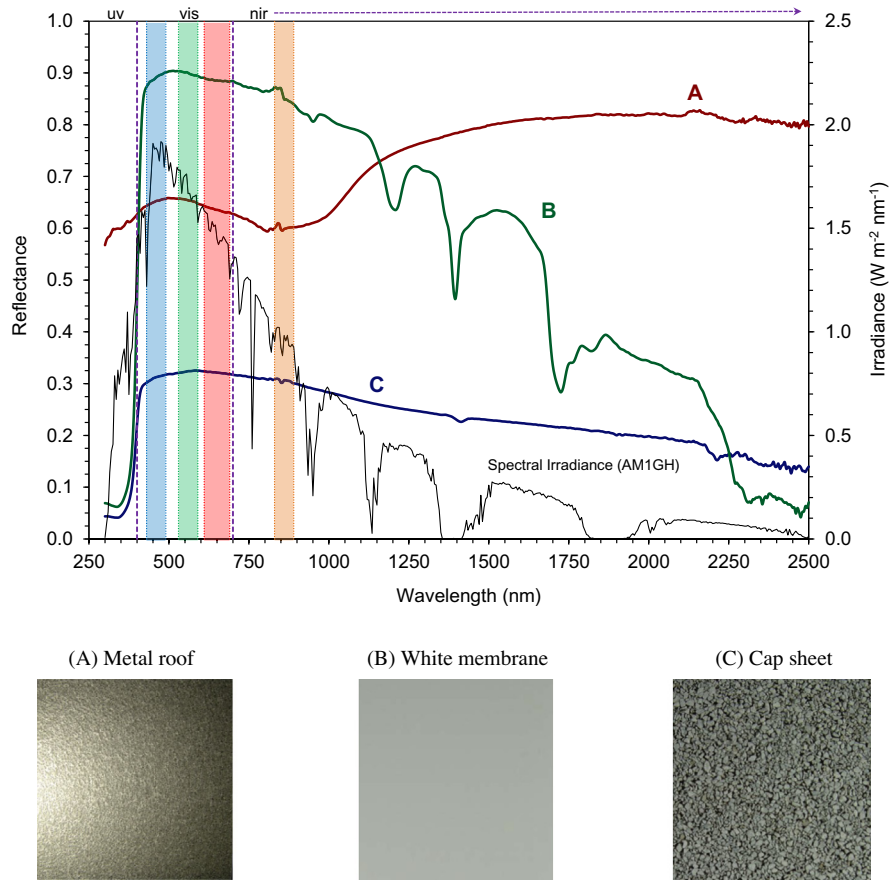 uv vis nir
1.0 2.5
0.9
0.8 2.0
0.7
0.6 1.5
0.5
0.4 1.0
0.3
0.2 0.5
0.1
0.0 0.0
Reflectance
Irradiance (W m-2 nm-1)
A
B
C
Spectral Irradiance (AM1GH)
250 500 750 1000 1250 1500 1750 2000 2250 2500
Wavelength (nm)
(A) Metal roof (B) White membrane (C) Cap sheet